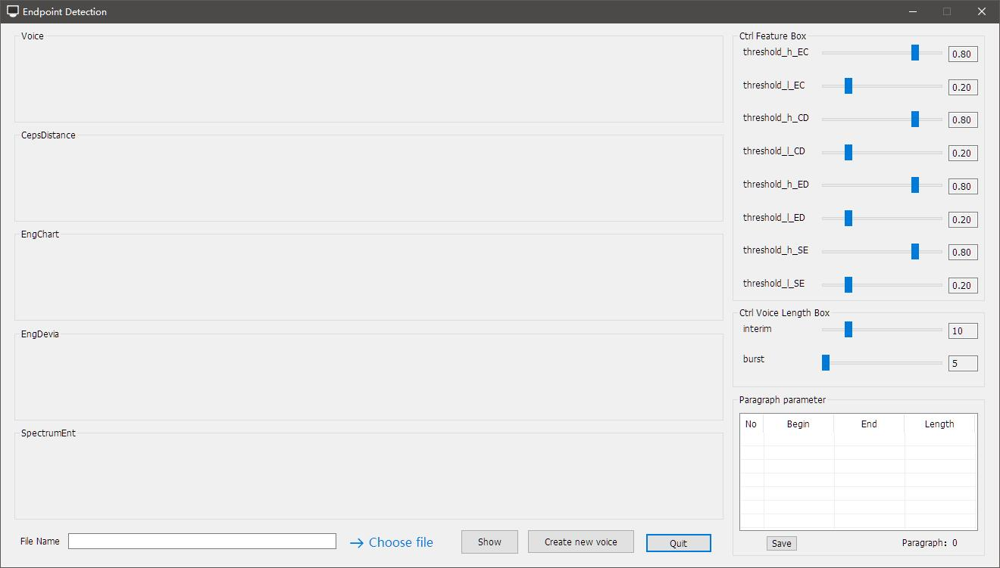 Endpoint Detection
Voice
CepsDistance
EngChart
EngDevia
SpectrumEnt
File Name
→ Choose file
Show
Create new voice
Quit
Ctrl Feature Box
threshold_h_EC 0.80
threshold_l_EC 0.20
threshold_h_CD 0.80
threshold_l_CD 0.20
threshold_h_ED 0.80
threshold_l_ED 0.20
threshold_h_SE 0.80
threshold_l_SE 0.20
Ctrl Voice Length Box
interim 10
burst 5
Paragraph parameter
No Begin End Length
Save
Paragraph: 0